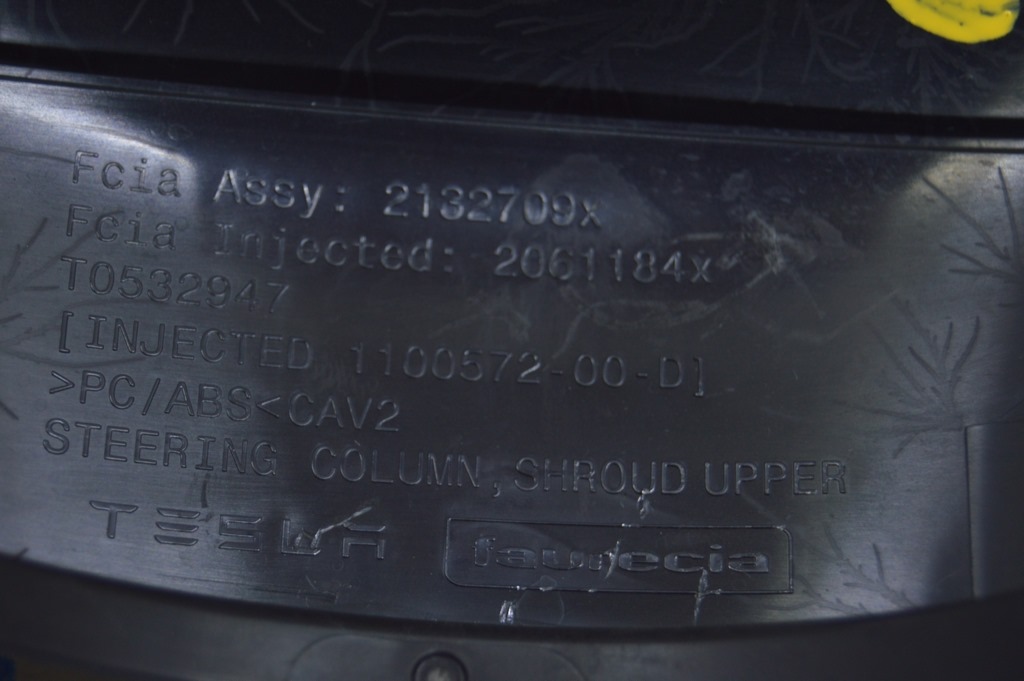 Fcia Assy: 2132709x
Fcia Injected: 2061184x
T0532947
[INJECTED 1100572-00-D]
>PC/ABS<CAV2
STEERING COLUMN,SHROUD UPPER
TESLA faurecia